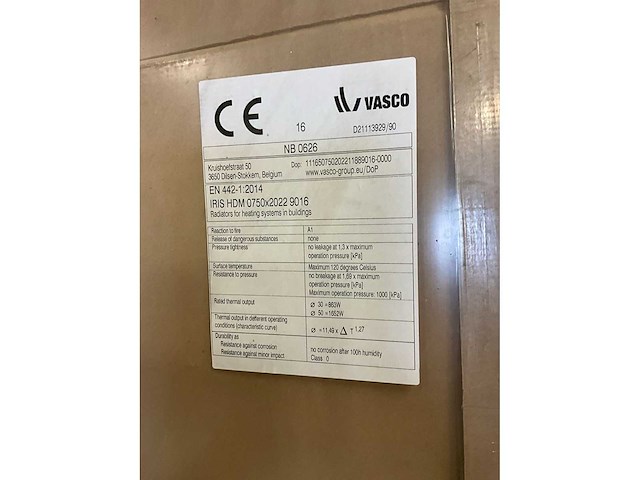 CE
16
VASCO
D21113929/90
NB 0626
Kruishoefstraat 50
3650 Dilsen-Stokkem, Belgium
Dop: 111650750202211889016-0000
www.vasco-group.eu/DoP
EN 442-1:2014
IRIS HDM 0750x2022 9016
Radiators for heating systems in buildings
Reaction to fire A1
Release of dangerous substances none
Pressure tightness no leakage at 1,3 x maximum
operation pressure [kPa]
Surface temperature Maximum 120 degrees Celsius
Resistance to pressure no breakage at 1,69 x maximum
operation pressure [kPa]
Maximum operation pressure: 1000 [kPa]
Rated thermal output ø 30 = 863W
ø 50 = 1652W
Thermal output in defferent operating
conditions (characteristic curve) ø =11,49 x Δ T 1,27
Durability as
Resistance against corrosion no corrosion after 100h humidity
Resistance against minor impact Class : 0